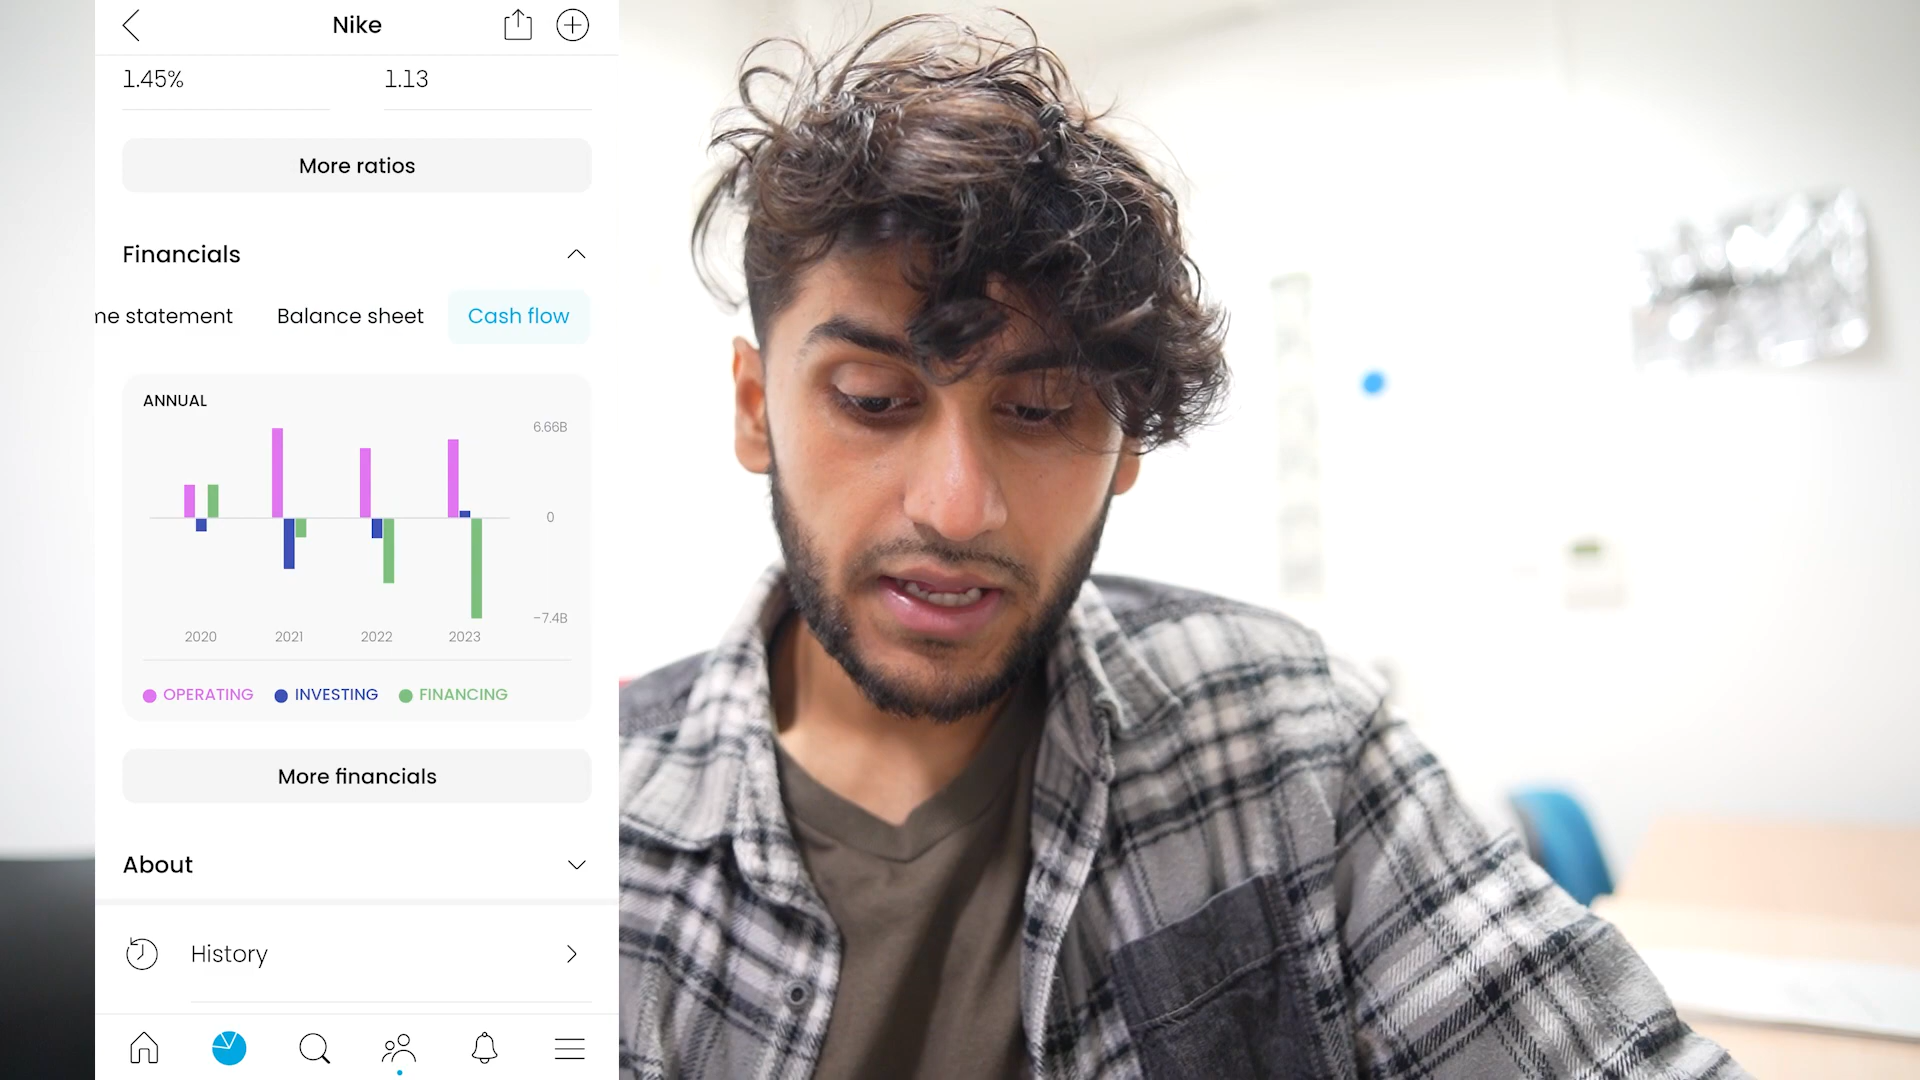 Nike
1.45% 1.13
More ratios
Financials
me statement Balance sheet Cash flow
ANNUAL
6.66B
0
−7.4B
2020 2021 2022 2023
OPERATING INVESTING FINANCING
More financials
About
History